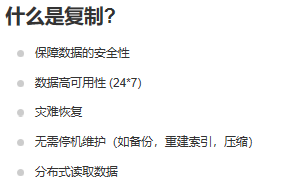 什么是复制?
保障数据的安全性
数据高可用性 (24*7)
灾难恢复
无需停机维护（如备份，重建索引，压缩）
分布式读取数据